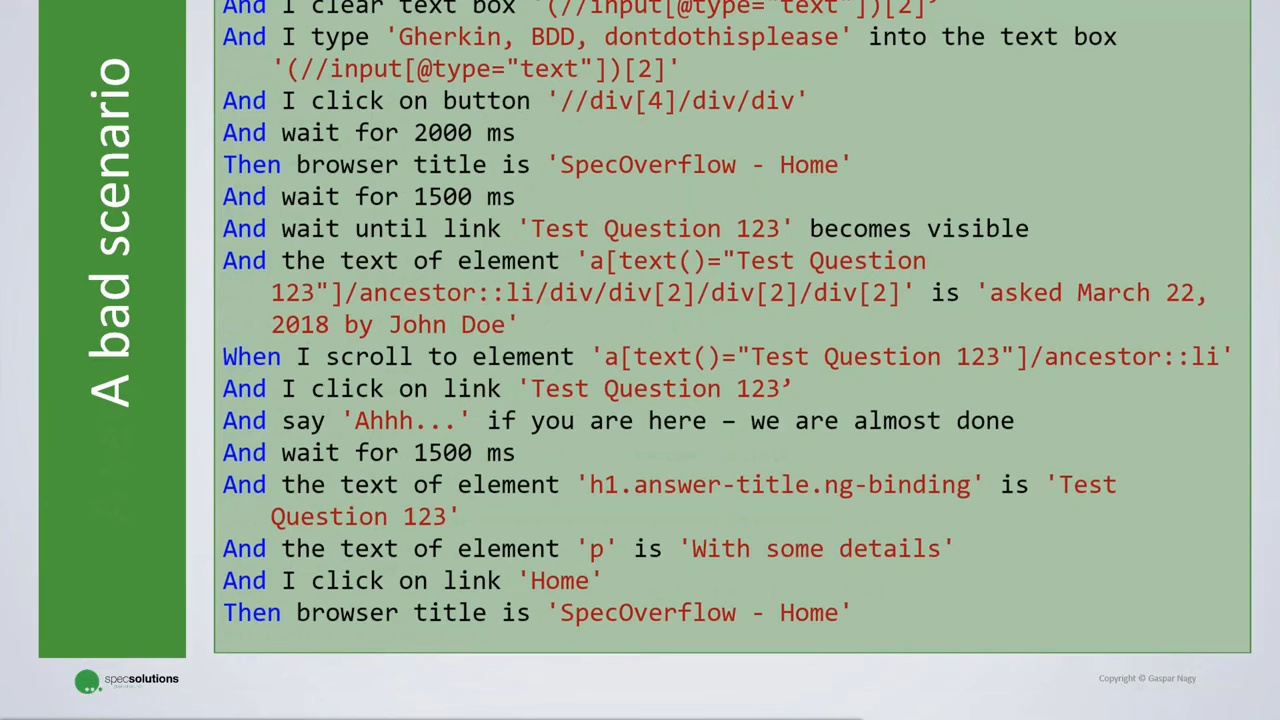 A bad scenario
And I clear text box '(//input[@type="text"])[2]’
And I type 'Gherkin, BDD, dontdothisplease' into the text box
'(//input[@type="text"])[2]'
And I click on button '//div[4]/div/div'
And wait for 2000 ms
Then browser title is 'SpecOverflow - Home'
And wait for 1500 ms
And wait until link 'Test Question 123' becomes visible
And the text of element 'a[text()="Test Question
123"]/ancestor::li/div/div[2]/div[2]/div[2]' is 'asked March 22,
2018 by John Doe'
When I scroll to element 'a[text()="Test Question 123"]/ancestor::li'
And I click on link 'Test Question 123’
And say 'Ahhh...' if you are here – we are almost done
And wait for 1500 ms
And the text of element 'h1.answer-title.ng-binding' is 'Test
Question 123'
And the text of element 'p' is 'With some details'
And I click on link 'Home'
Then browser title is 'SpecOverflow - Home'
specsolutions
Copyright © Gaspar Nagy